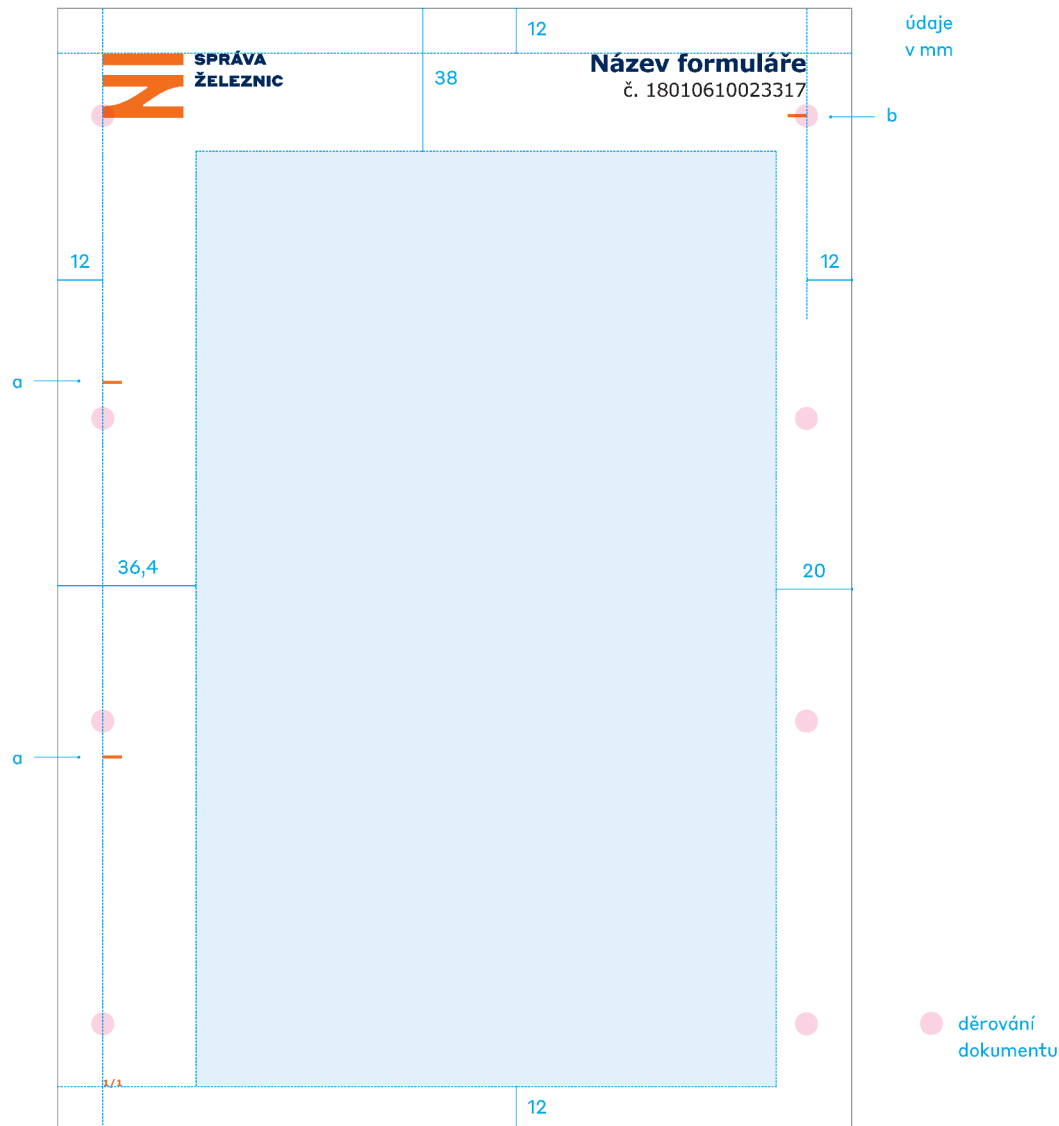 12
údaje
v mm
SPRÁVA
ŽELEZNIC
38
Název formuláře
č. 18010610023317
b
12
12
a
36,4
20
a
děrování
dokumentu
1/1
12